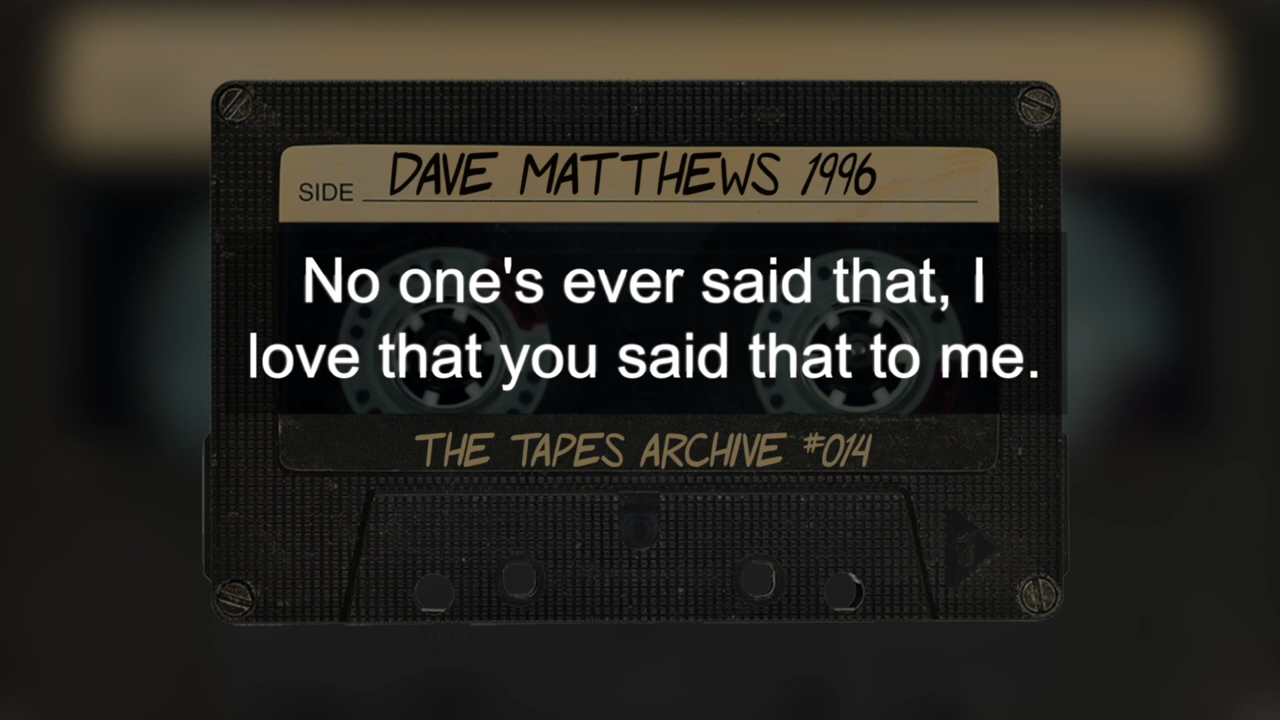 DAVE MATTHEWS 1996
SIDE
No one's ever said that, I
love that you said that to me.
THE TAPES ARCHIVE #014